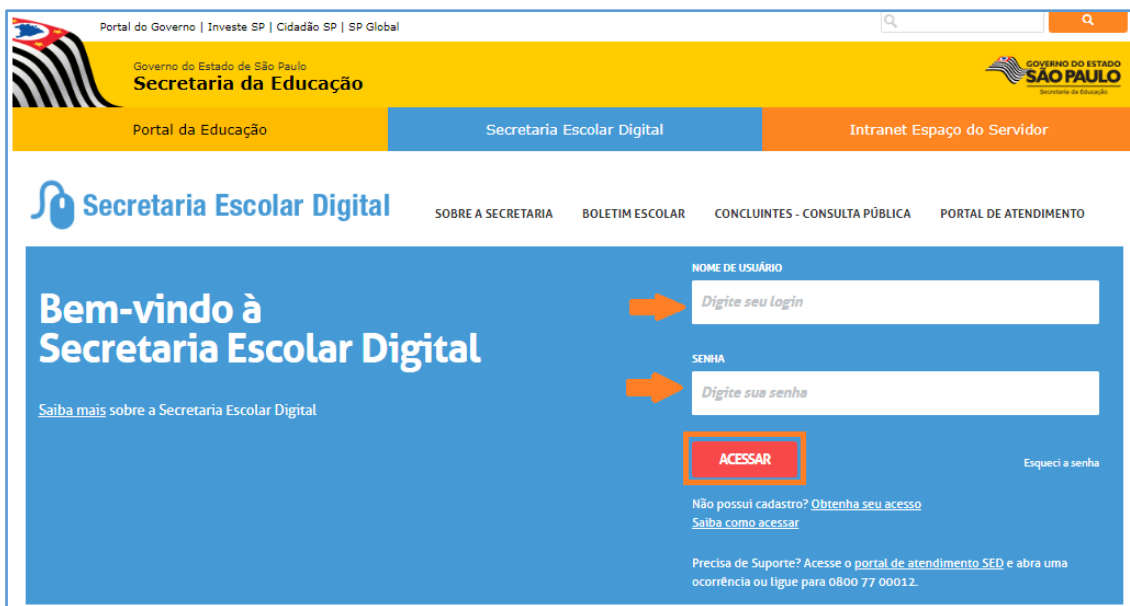 Portal do Governo | Investe SP | Cidadão SP | SP Global
Governo do Estado de São Paulo
Secretaria da Educação
GOVERNO DO ESTADO
SÃO PAULO
Secretaria da Educação
Portal da Educação
Secretaria Escolar Digital
Intranet Espaço do Servidor
Secretaria Escolar Digital
SOBRE A SECRETARIA
BOLETIM ESCOLAR
CONCLUINTES - CONSULTA PÚBLICA
PORTAL DE ATENDIMENTO
Bem-vindo à
Secretaria Escolar Digital
Saiba mais sobre a Secretaria Escolar Digital
NOME DE USUÁRIO
Digite seu login
SENHA
Digite sua senha
ACESSAR
Esqueci a senha
Não possui cadastro? Obtenha seu acesso
Saiba como acessar
Precisa de Suporte? Acesse o portal de atendimento SED e abra uma
ocorrência ou ligue para 0800 77 00012.